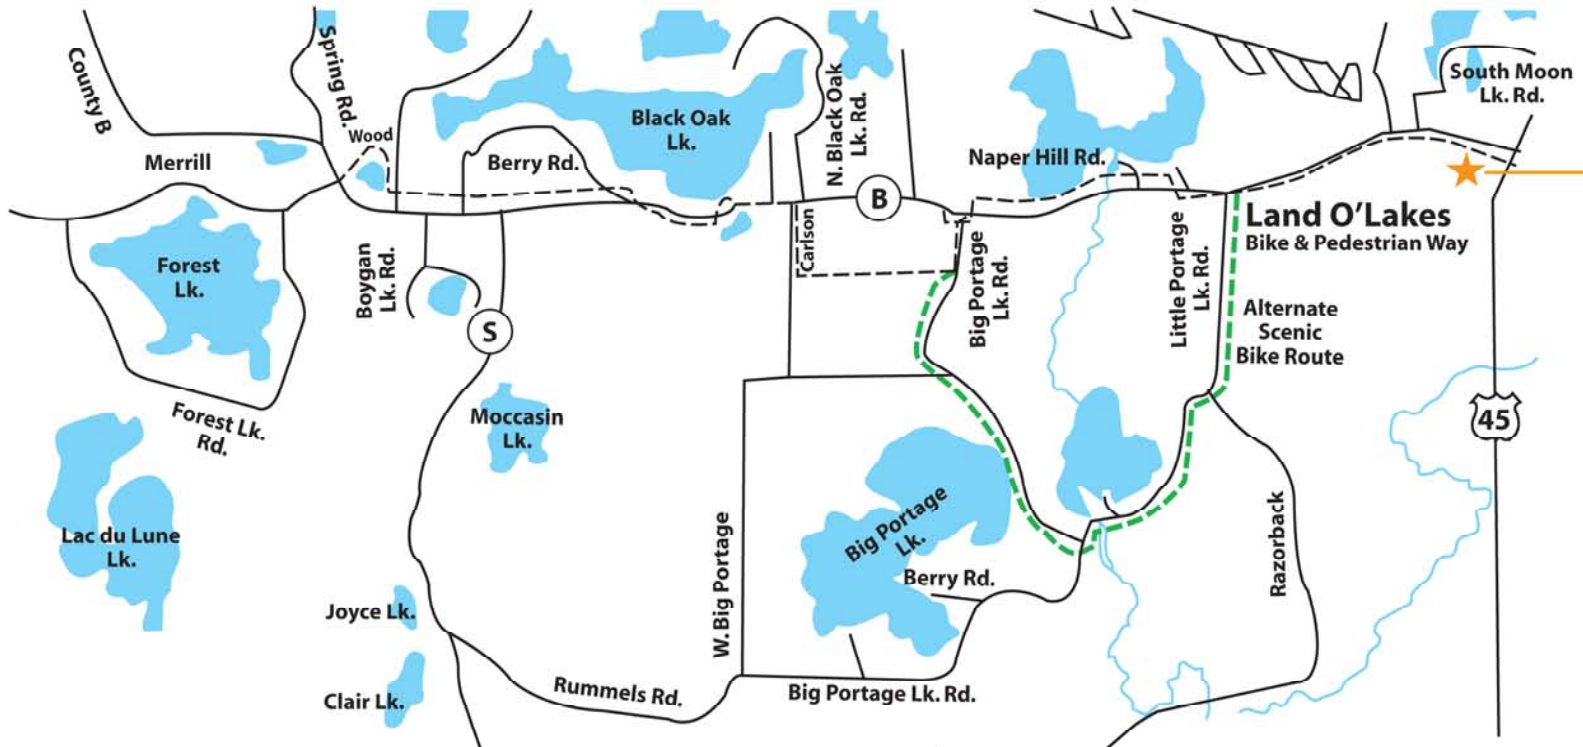 County B
Spring Rd.
Wood
Merrill
Berry Rd.
Black Oak
Lk.
N. Black Oak
Lk. Rd.
Naper Hill Rd.
South Moon
Lk. Rd.
B
Land O'Lakes
Bike & Pedestrian Way
Forest
Lk.
Boygan
Lk. Rd.
S
Carlson
Big Portage
Lk. Rd.
Little Portage
Lk. Rd.
Alternate
Scenic
Bike Route
Forest Lk.
Rd.
Moccasin
Lk.
45
Lac du Lune
Lk.
W. Big Portage
Big Portage
Lk.
Berry Rd.
Razorback
Joyce Lk.
Clair Lk.
Rummels Rd.
Big Portage Lk. Rd.